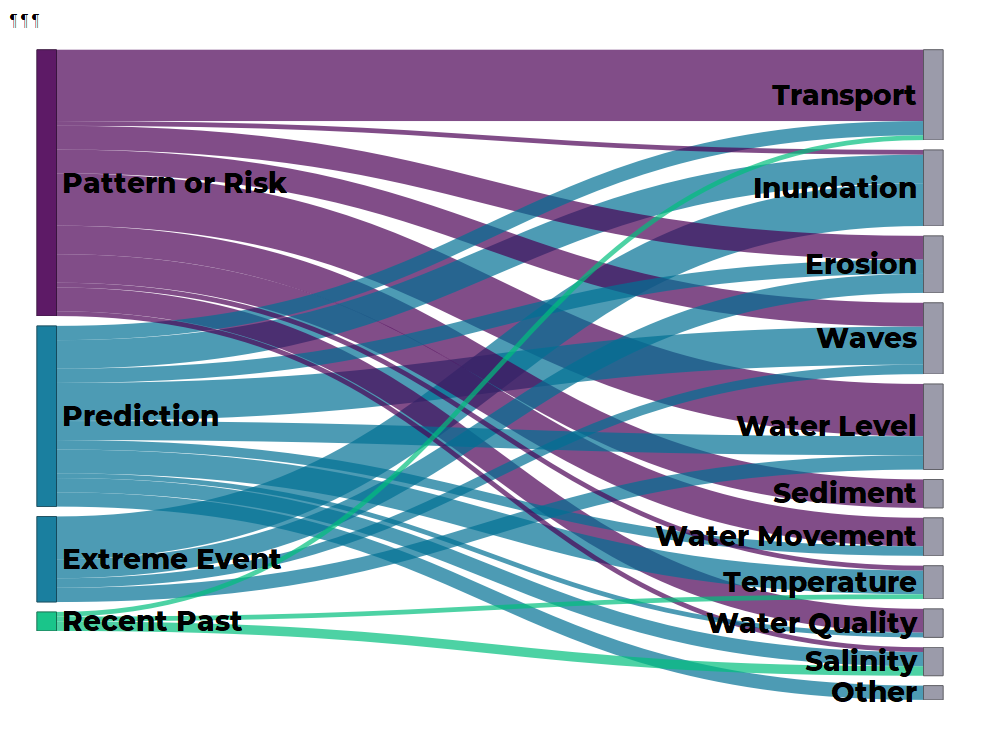 ¶¶¶
Transport
Pattern or Risk
Inundation
Erosion
Waves
Prediction
Water Level
Sediment
Water Movement
Extreme Event
Temperature
Recent Past
Water Quality
Salinity
Other